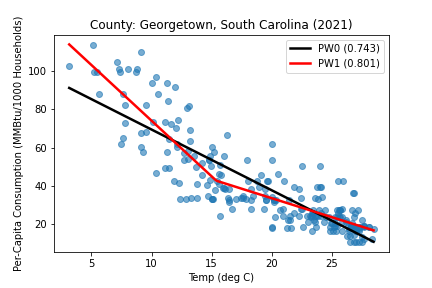 County: Georgetown, South Carolina (2021)
PW0 (0.743)
PW1 (0.801)
Per-Capita Consumption (MMBtu/1000 Households)
100
80
60
40
20
5 10 15 20 25
Temp (deg C)